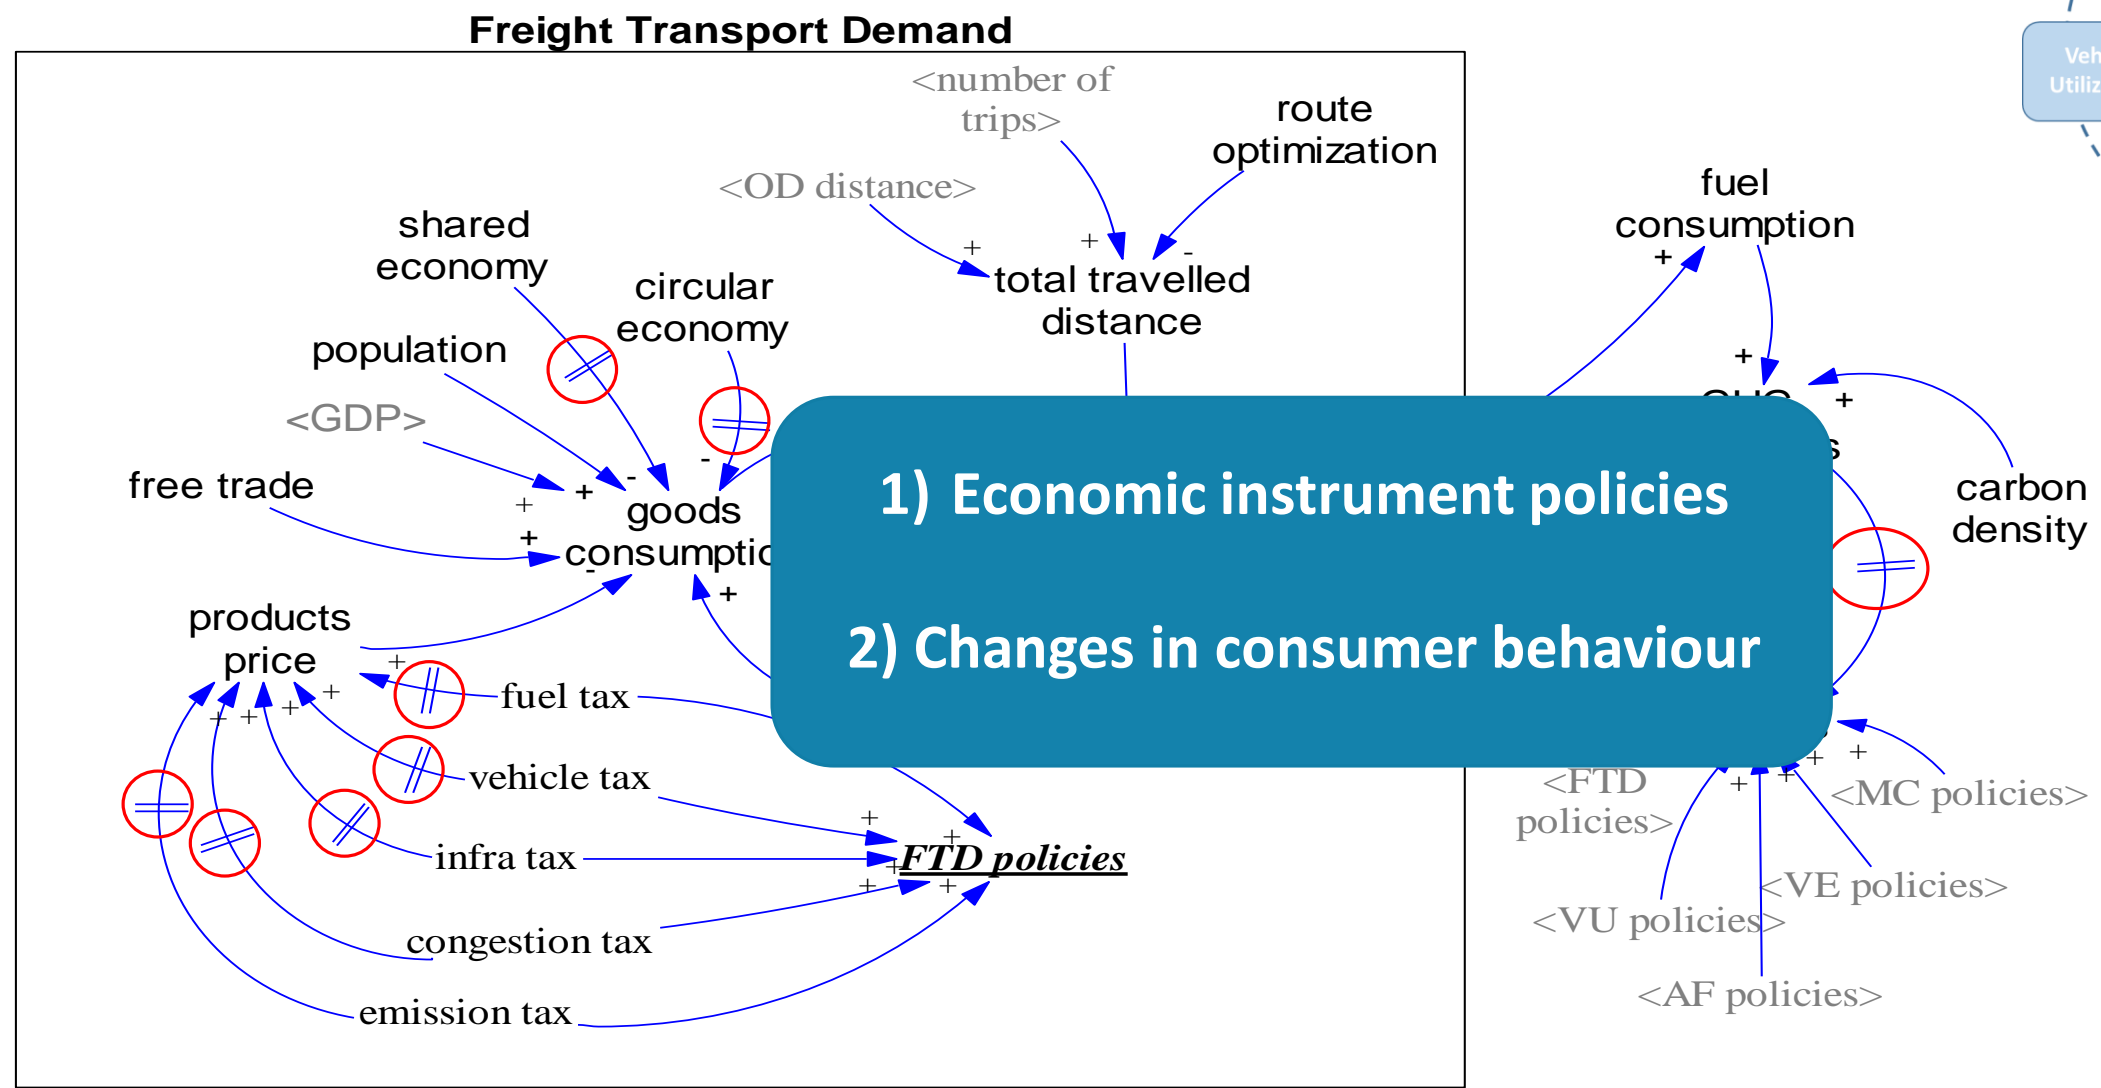 Freight Transport Demand
<number of
trips>
route
optimization
<OD distance>
shared
economy
circular
economy
population
<GDP>
free trade
total travelled
distance
goods
consumptio
products
price
fuel tax
vehicle tax
infra tax
congestion tax
emission tax
FTD policies
1) Economic instrument policies
2) Changes in consumer behaviour
fuel
consumption
carbon
density
<FTD
policies>
<MC policies>
<VE policies>
<VU policies>
<AF policies>
Veh
Utiliz